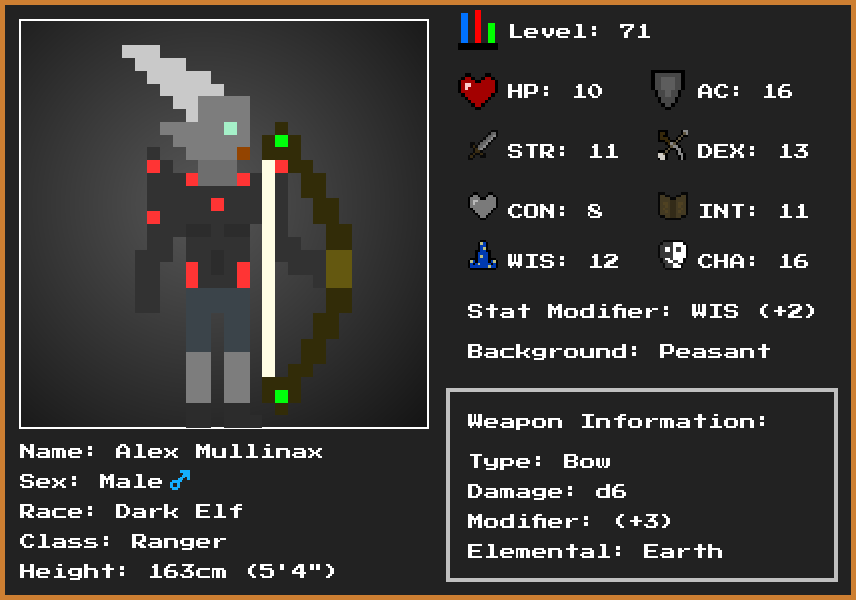 Level: 71
HP: 10
AC: 16
STR: 11
DEX: 13
CON: 8
INT: 11
WIS: 12
CHA: 16
Stat Modifier: WIS (+2)
Background: Peasant
Weapon Information:
Type: Bow
Damage: d6
Modifier: (+3)
Elemental: Earth
Name: Alex Mullinax
Sex: Male♂
Race: Dark Elf
Class: Ranger
Height: 163cm (5'4")